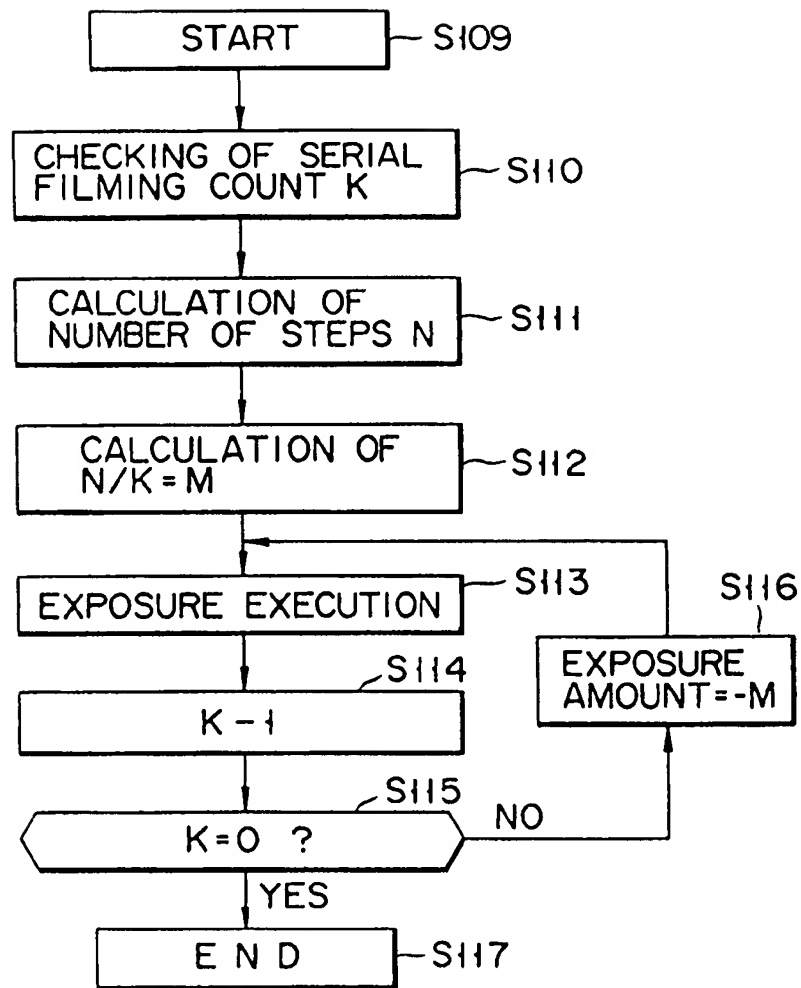 START
S109
CHECKING OF SERIAL
FILMING COUNT K
S110
CALCULATION OF
NUMBER OF STEPS N
S111
CALCULATION OF
N/K=M
S112
EXPOSURE EXECUTION
S113
S116
EXPOSURE
AMOUNT=-M
S114
K-1
S115
K=0 ?
NO
YES
END
S117